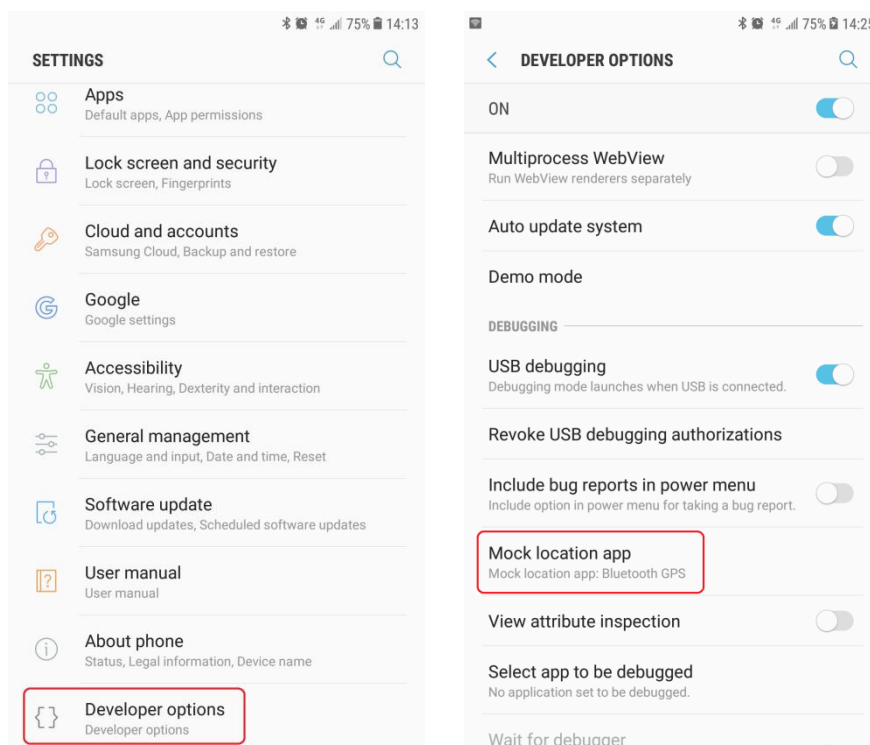 4G 75% 14:13
SETTINGS
Apps
Default apps, App permissions
Lock screen and security
Lock screen, Fingerprints
Cloud and accounts
Samsung Cloud, Backup and restore
Google
Google settings
Accessibility
Vision, Hearing, Dexterity and interaction
General management
Language and input, Date and time, Reset
Software update
Download updates, Scheduled software updates
User manual
User manual
About phone
Status, Legal information, Device name
Developer options
Developer options
4G 75% 14:25
DEVELOPER OPTIONS
ON
Multiprocess WebView
Run WebView renderers separately
Auto update system
Demo mode
DEBUGGING
USB debugging
Debugging mode launches when USB is connected.
Revoke USB debugging authorizations
Include bug reports in power menu
Include option in power menu for taking a bug report.
Mock location app
Mock location app: Bluetooth GPS
View attribute inspection
Select app to be debugged
No application set to be debugged.
Wait for debugger